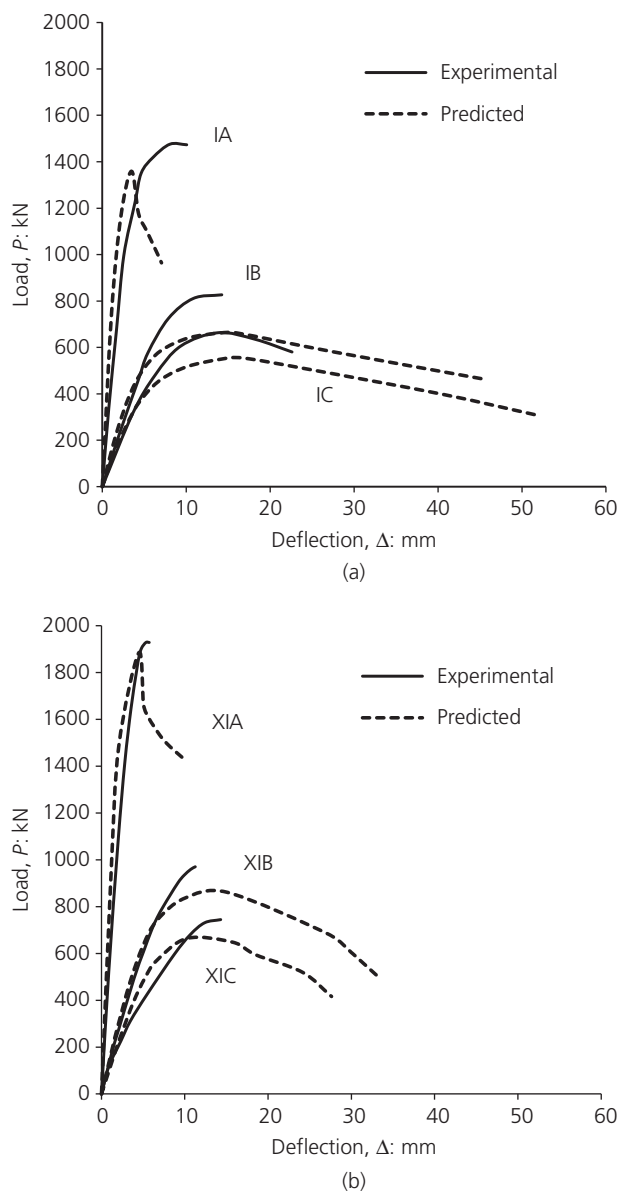 2000
1800
1600
1400
1200
1000
800
600
400
200
0
Load, P: kN
Experimental
Predicted
IA
IB
IC
0 10 20 30 40 50 60
Deflection, Δ: mm
(a)
2000
1800
1600
1400
1200
1000
800
600
400
200
0
Load, P: kN
Experimental
Predicted
XIA
XIB
XIC
0 10 20 30 40 50 60
Deflection, Δ: mm
(b)